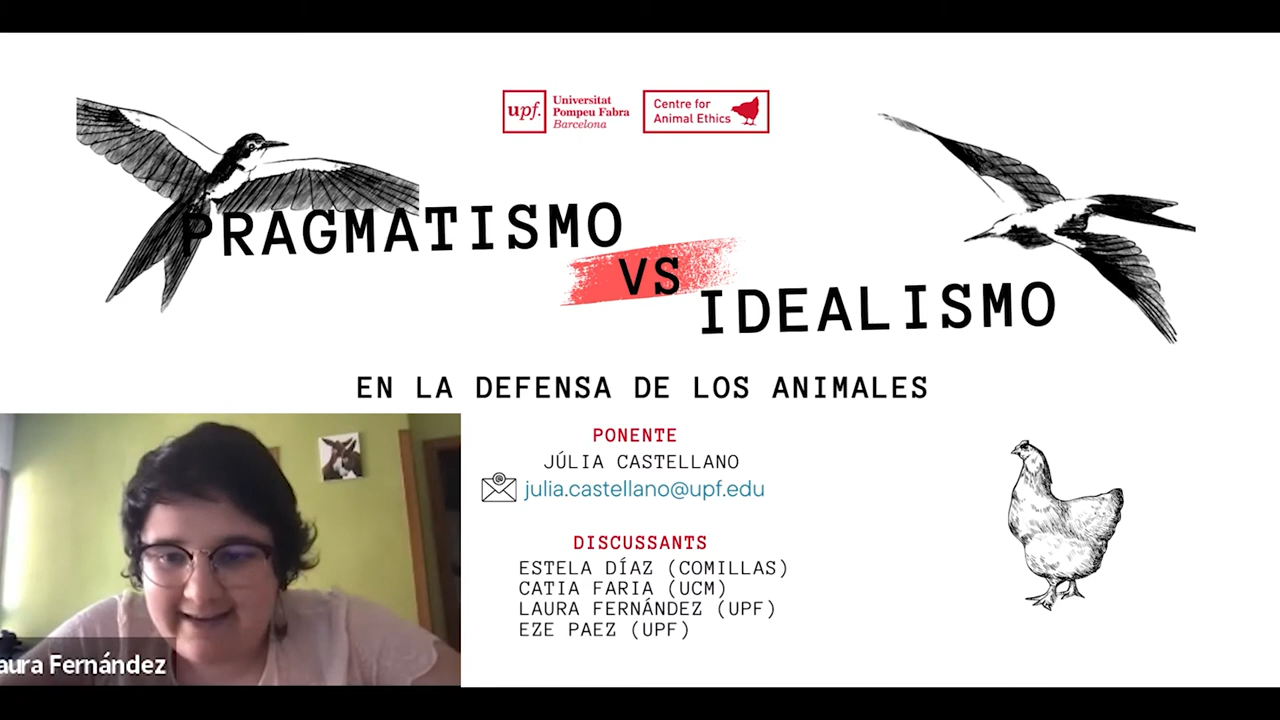 upf.
Universitat
Pompeu Fabra
Barcelona
Centre for
Animal Ethics
PRAGMATISMO
VS
IDEALISMO
EN LA DEFENSA DE LOS ANIMALES
PONENTE
JÚLIA CASTELLANO
@
julia.castellano@upf.edu
DISCUSSANTS
ESTELA DÍAZ (COMILLAS)
CATIA FARIA (UCM)
LAURA FERNÁNDEZ (UPF)
EZE PAEZ (UPF)
aura Fernández